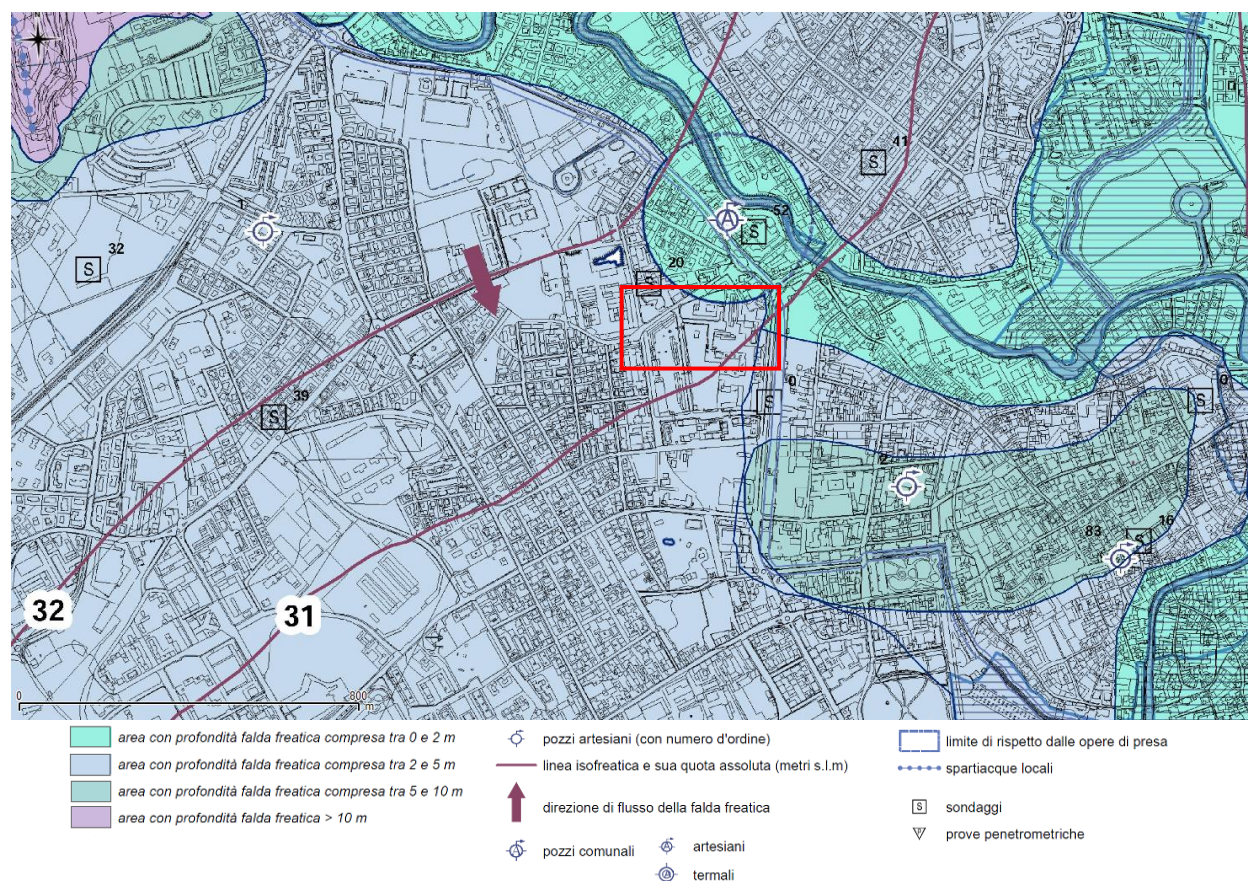 41
1
52
32
20
39
0
0
2
83
16
32
31
0
800
m
area con profondità falda freatica compresa tra 0 e 2 m
area con profondità falda freatica compresa tra 2 e 5 m
area con profondità falda freatica compresa tra 5 e 10 m
area con profondità falda freatica > 10 m
pozzi artesiani (con numero d'ordine)
linea isofreatica e sua quota assoluta (metri s.l.m)
direzione di flusso della falda freatica
pozzi comunali
artesiani
termali
limite di rispetto dalle opere di presa
spartiacque locali
S sondaggi
prove penetrometriche